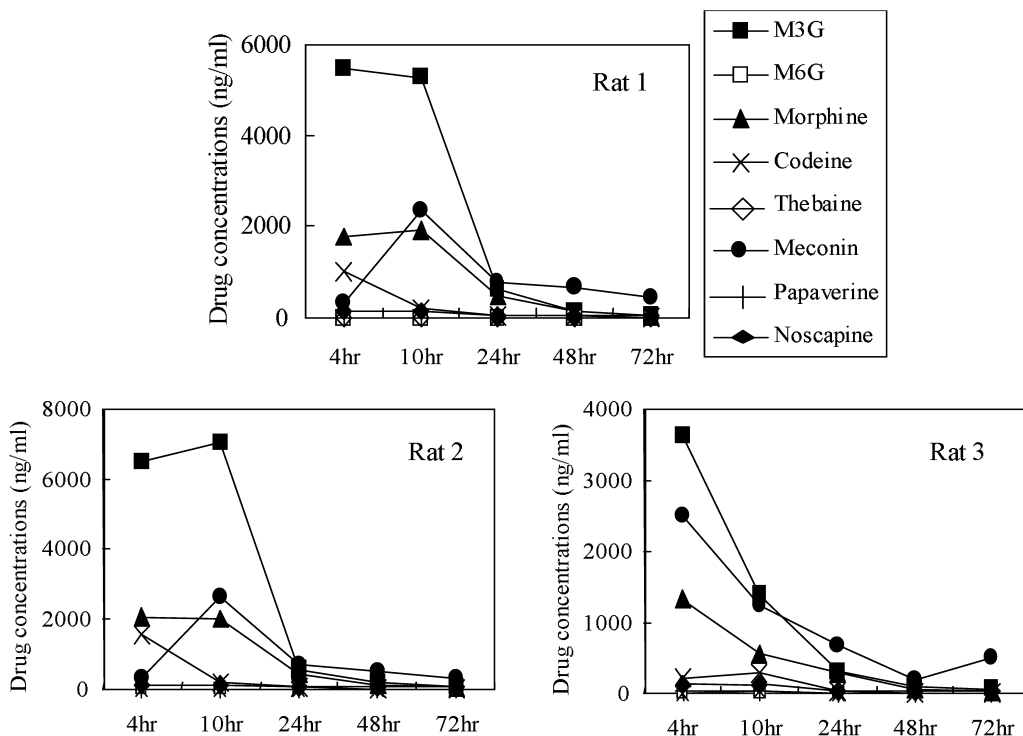 Drug concentrations (ng/ml)
6000
4000
2000
0
Rat 1
4hr 10hr 24hr 48hr 72hr
M3G
M6G
Morphine
Codeine
Thebaine
Meconin
Papaverine
Noscapine
Drug concentrations (ng/ml)
8000
6000
4000
2000
0
Rat 2
4hr 10hr 24hr 48hr 72hr
Drug concentrations (ng/ml)
4000
3000
2000
1000
0
Rat 3
4hr 10hr 24hr 48hr 72hr